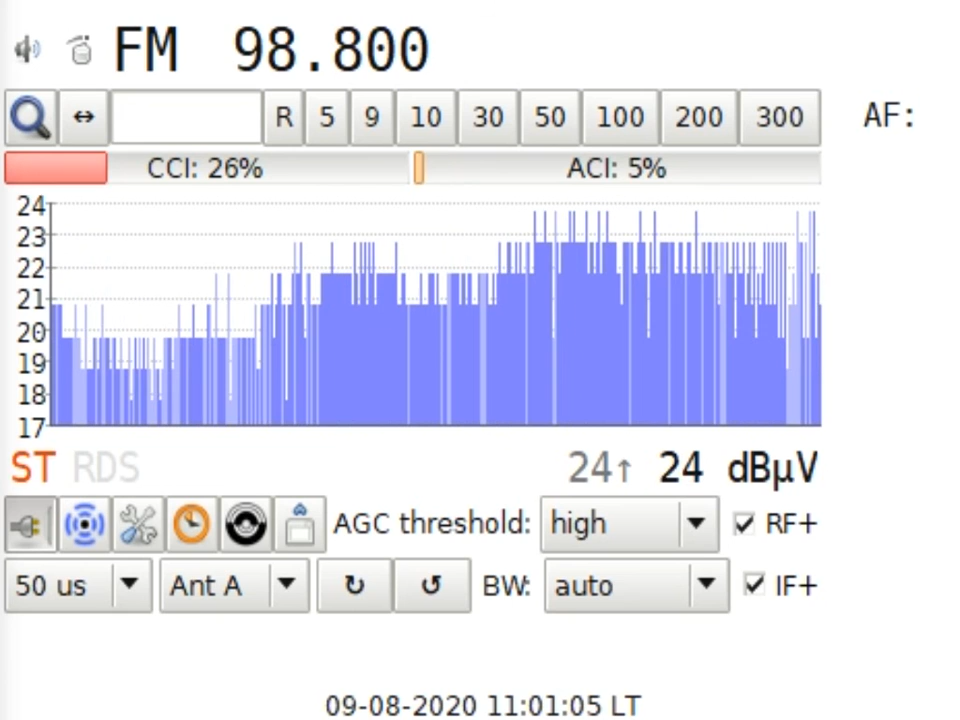 FM 98.800
R 5 9 10 30 50 100 200 300 AF:
CCI: 26% ACI: 5%
24
23
22
21
20
19
18
17
ST RDS 24↑ 24 dBµV
AGC threshold: high RF+
50 us Ant A ↻ ↺ BW: auto IF+
09-08-2020 11:01:05 LT